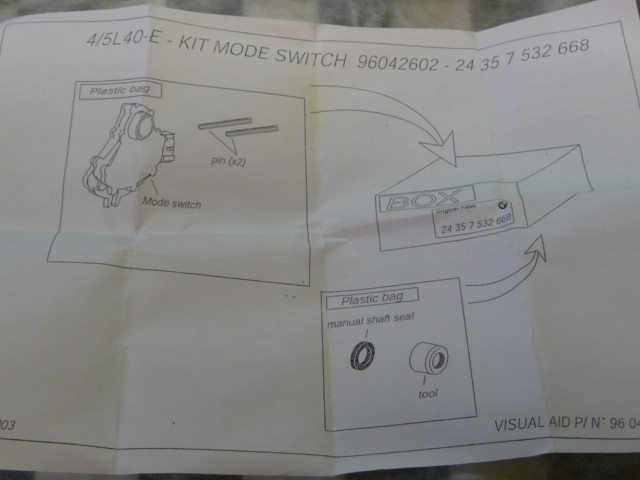 4/5L40-E - KIT MODE SWITCH 96042602 - 24 35 7 532 668
Plastic bag
pin (x2)
Mode switch
BOX
24 35 7 532 668
Plastic bag
manual shaft seal
tool
VISUAL AID P/ N° 96 04